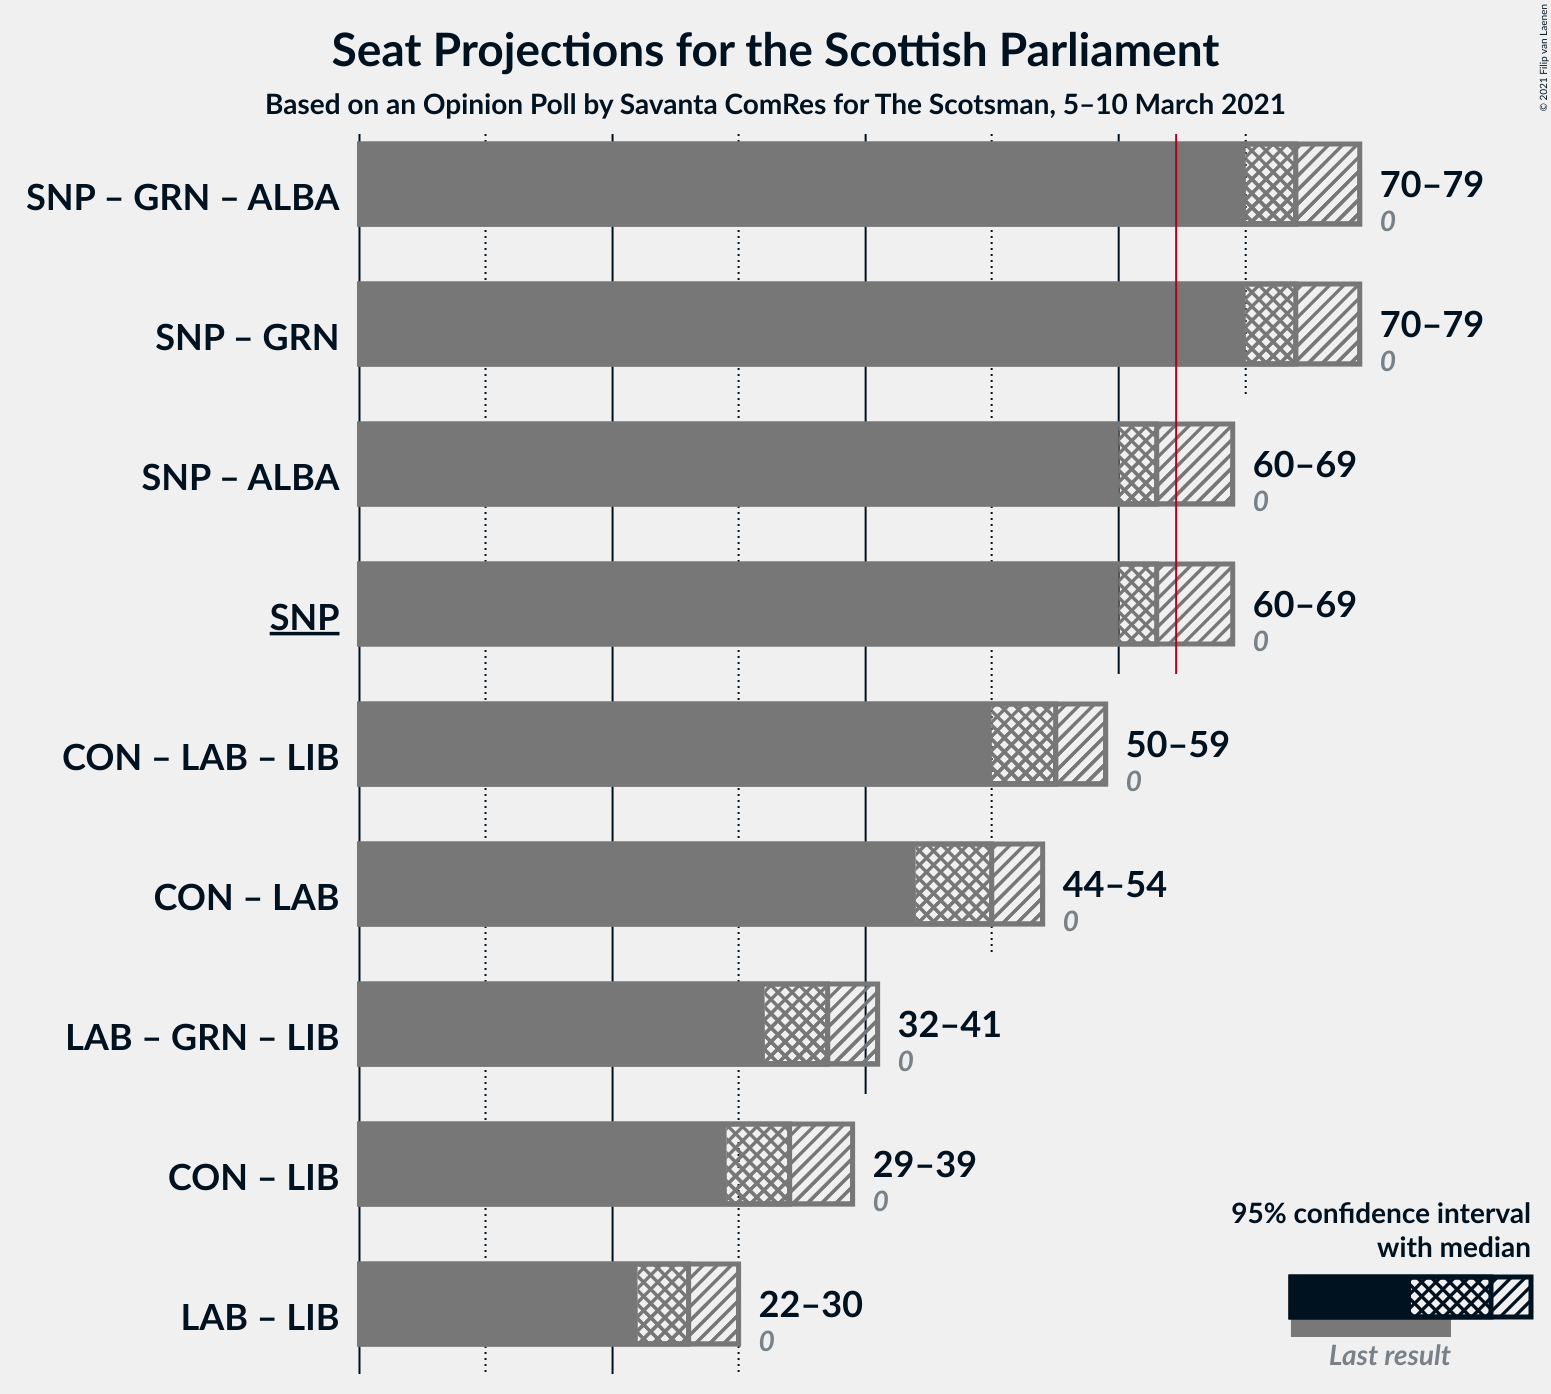 Seat Projections for the Scottish Parliament
Based on an Opinion Poll by Savanta ComRes for The Scotsman, 5–10 March 2021
© 2021 Filip van Laenen
SNP – GRN – ALBA
70–79
0
SNP – GRN
70–79
0
SNP – ALBA
60–69
0
SNP
60–69
0
CON – LAB – LIB
50–59
0
CON – LAB
44–54
0
LAB – GRN – LIB
32–41
0
CON – LIB
29–39
0
LAB – LIB
22–30
0
95% confidence interval
with median
Last result